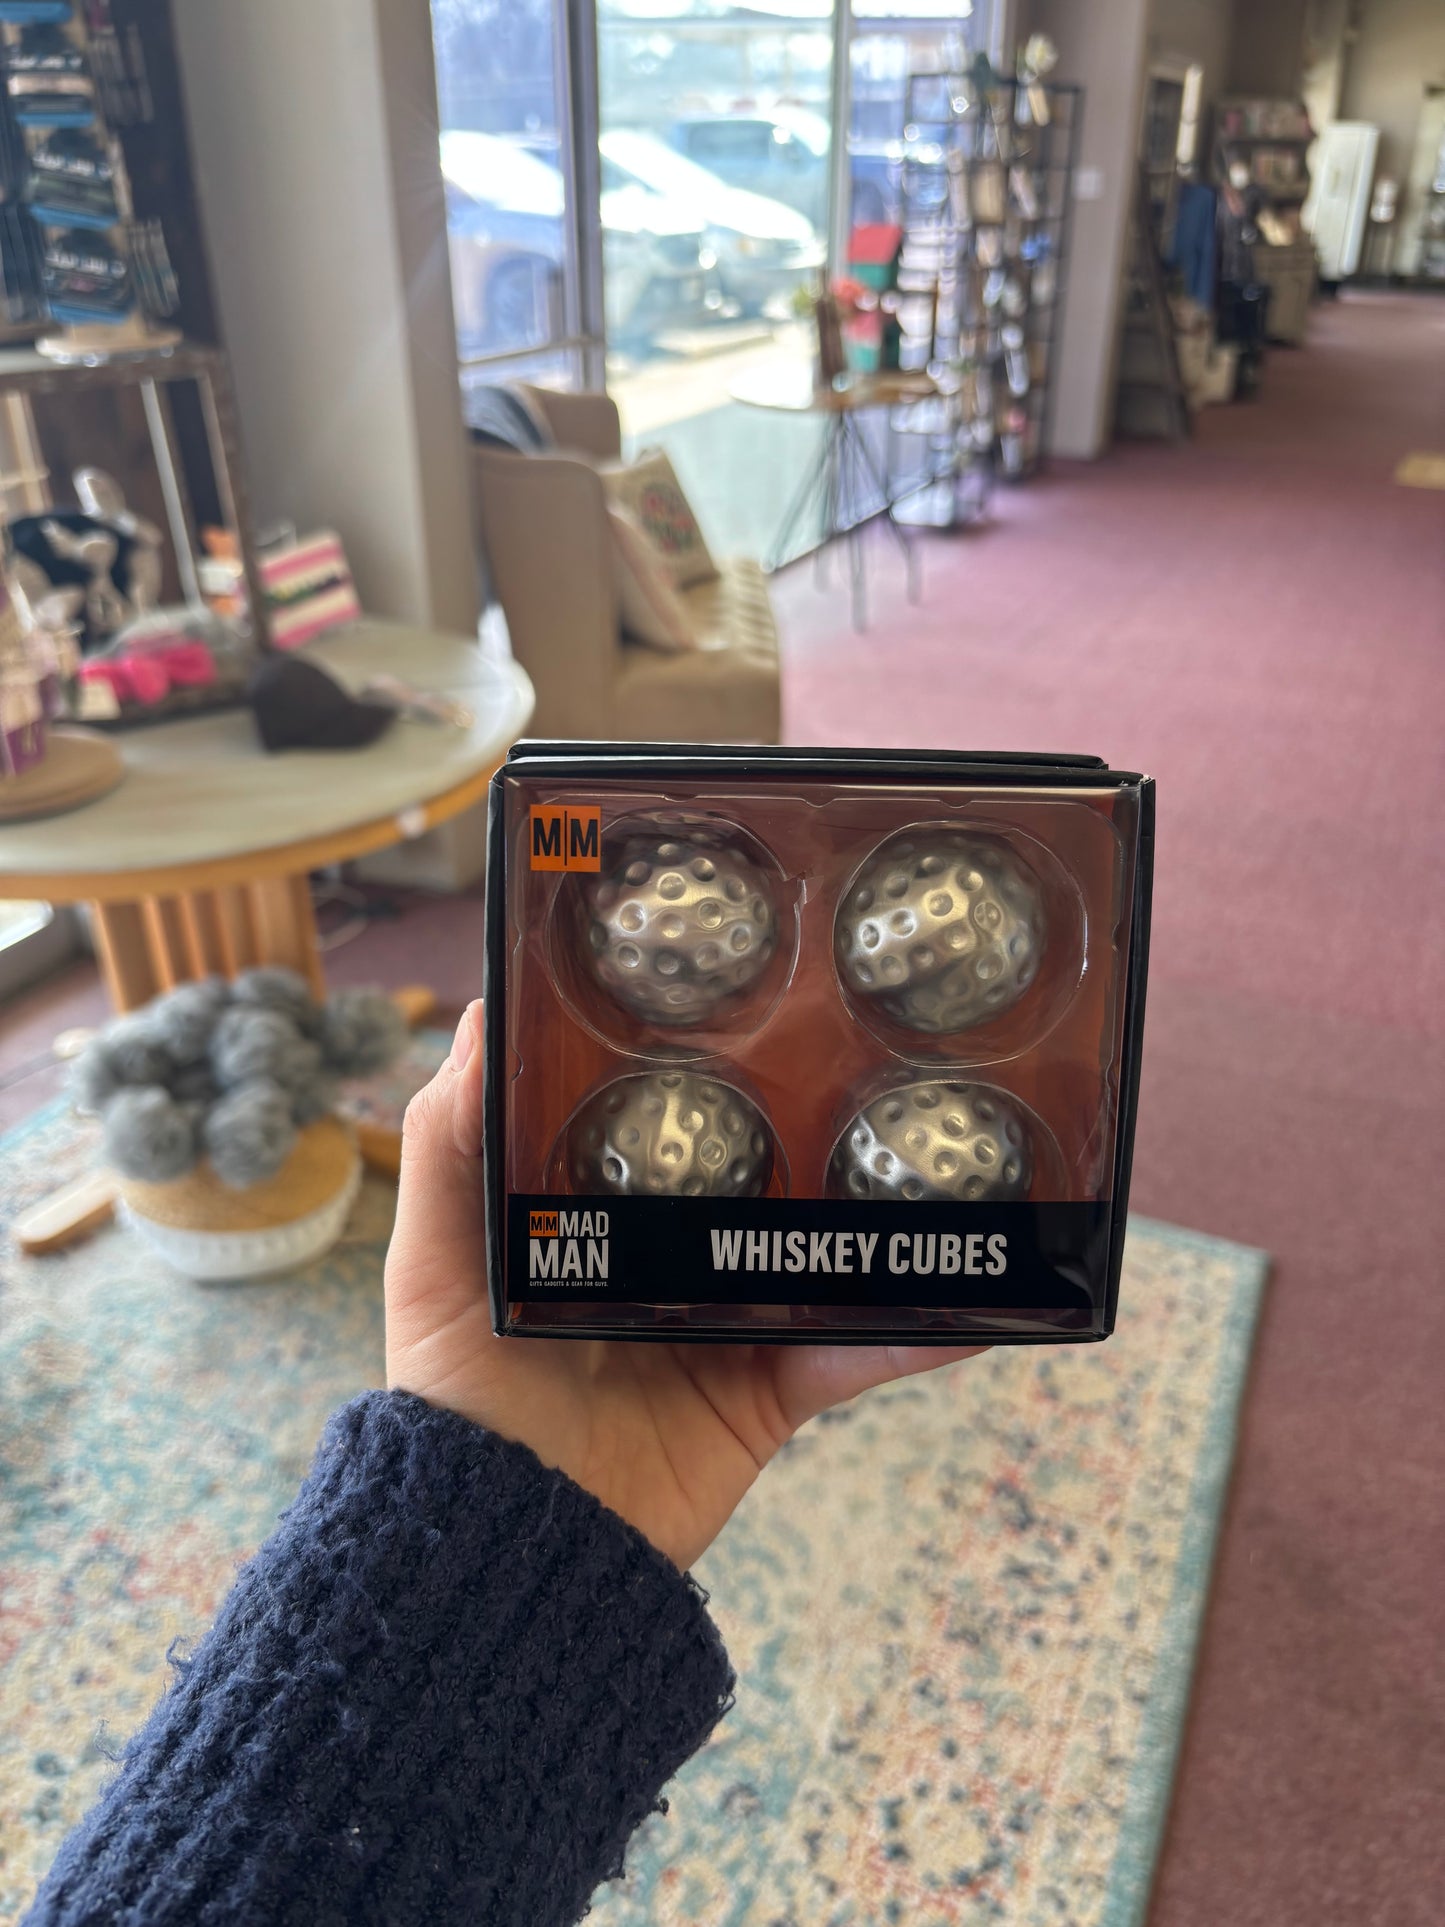 M|M
MM MAD
MAN
GIFTS GADGETS & GEAR FOR GUYS.
WHISKEY CUBES